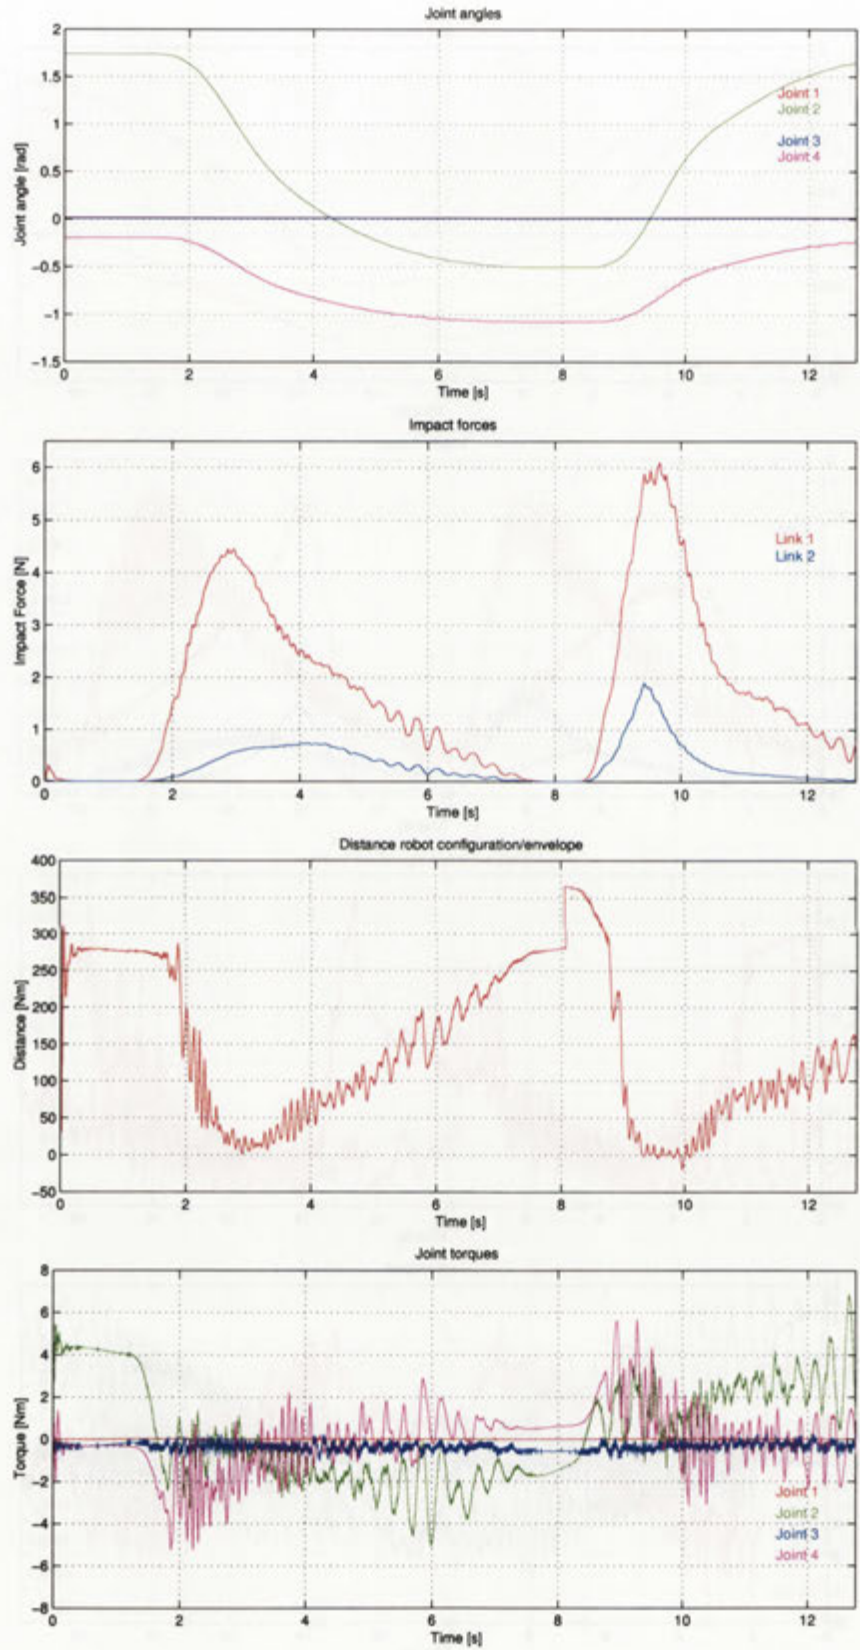 Joint angles
2
1.5
1
0.5
0
−0.5
−1
−1.5
Joint angle [rad]
Joint 1
Joint 2
Joint 3
Joint 4
0 2 4 6 8 10 12
Time [s]
Impact forces
6
5
4
3
2
1
0
Impact Force [N]
Link 1
Link 2
0 2 4 6 8 10 12
Time [s]
Distance robot configuration/envelope
400
350
300
250
200
150
100
50
0
−50
Distance [Nm]
0 2 4 6 8 10 12
Time [s]
Joint torques
8
6
4
2
0
−2
−4
−6
−8
Torque [Nm]
Joint 1
Joint 2
Joint 3
Joint 4
0 2 4 6 8 10 12
Time [s]